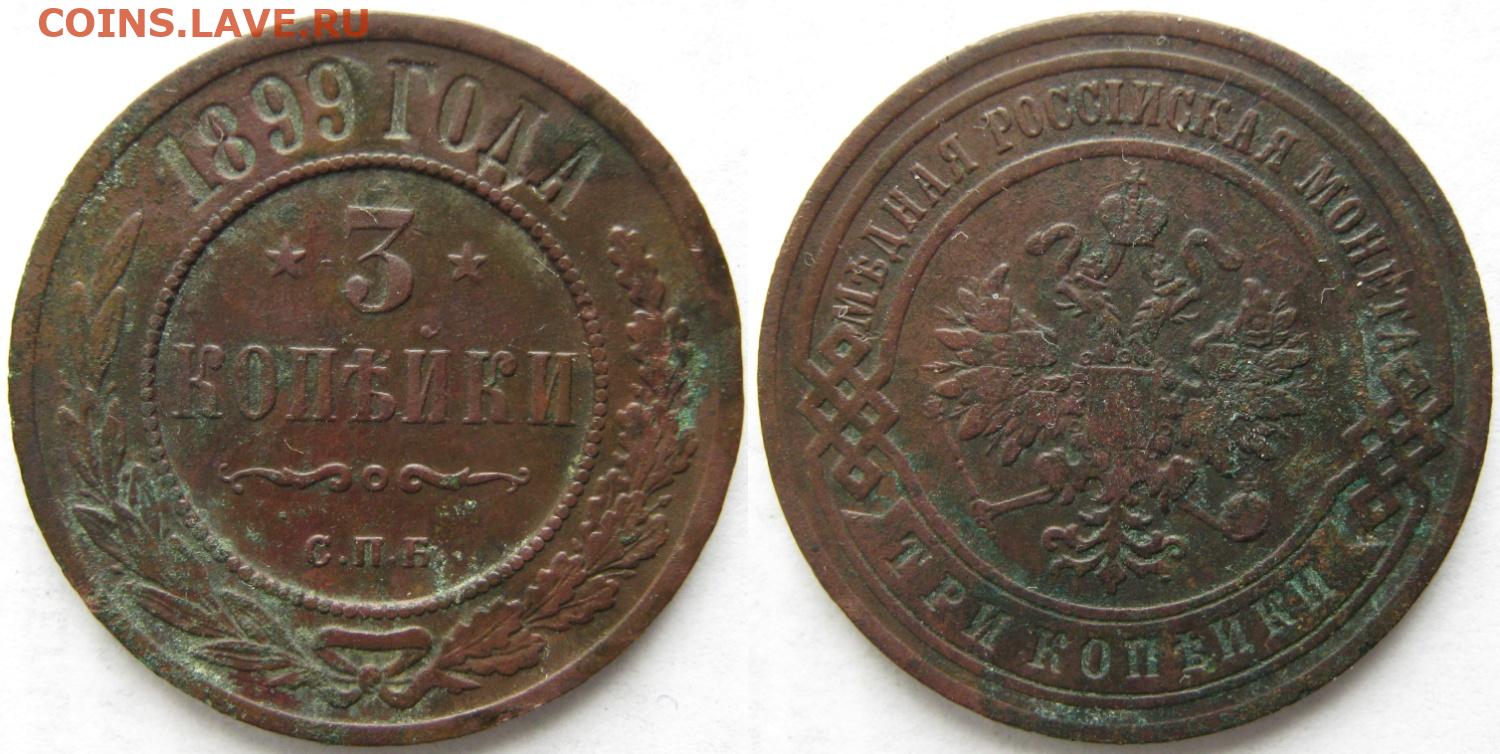 COINS.LAVE.RU
1899 ГОДА
3
КОПѢЙКИ
С.П.Б.
МѢДНАЯ РОССІЙСКАЯ МОНЕТА
ТРИ КОПѢЙКИ